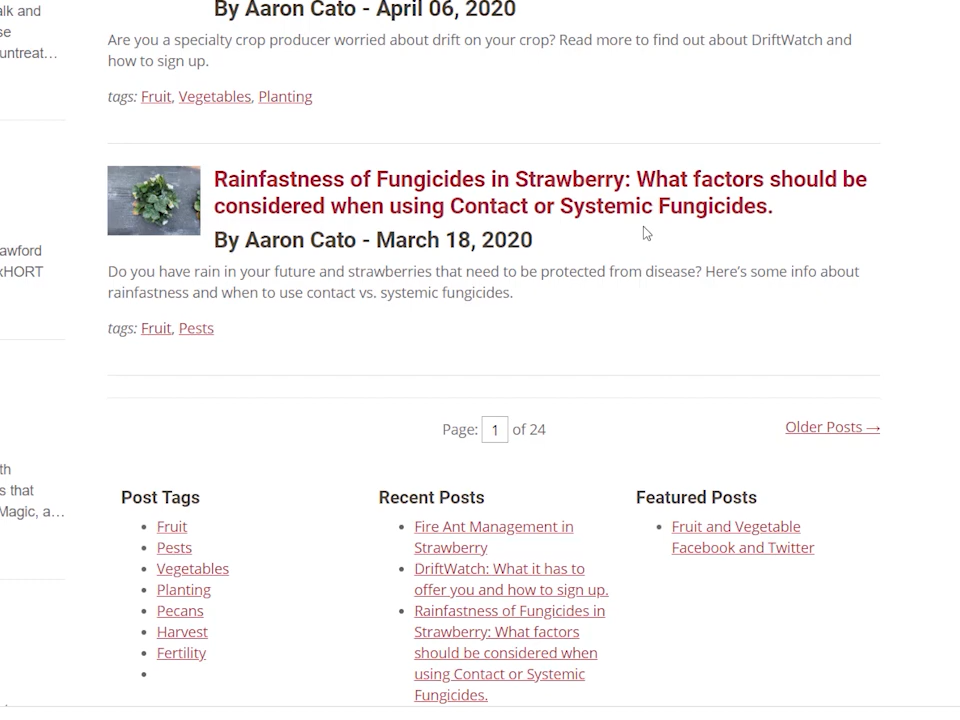 alk and
se
untreat…
awford
xHORT
th
s that
Magic, a…
By Aaron Cato - April 06, 2020
Are you a specialty crop producer worried about drift on your crop? Read more to find out about DriftWatch and
how to sign up.
tags: Fruit, Vegetables, Planting
Rainfastness of Fungicides in Strawberry: What factors should be
considered when using Contact or Systemic Fungicides.
By Aaron Cato - March 18, 2020
Do you have rain in your future and strawberries that need to be protected from disease? Here's some info about
rainfastness and when to use contact vs. systemic fungicides.
tags: Fruit, Pests
Page: 1 of 24
Older Posts →
Post Tags
Fruit
Pests
Vegetables
Planting
Pecans
Harvest
Fertility
Recent Posts
Fire Ant Management in
Strawberry
DriftWatch: What it has to
offer you and how to sign up.
Rainfastness of Fungicides in
Strawberry: What factors
should be considered when
using Contact or Systemic
Fungicides.
Featured Posts
Fruit and Vegetable
Facebook and Twitter